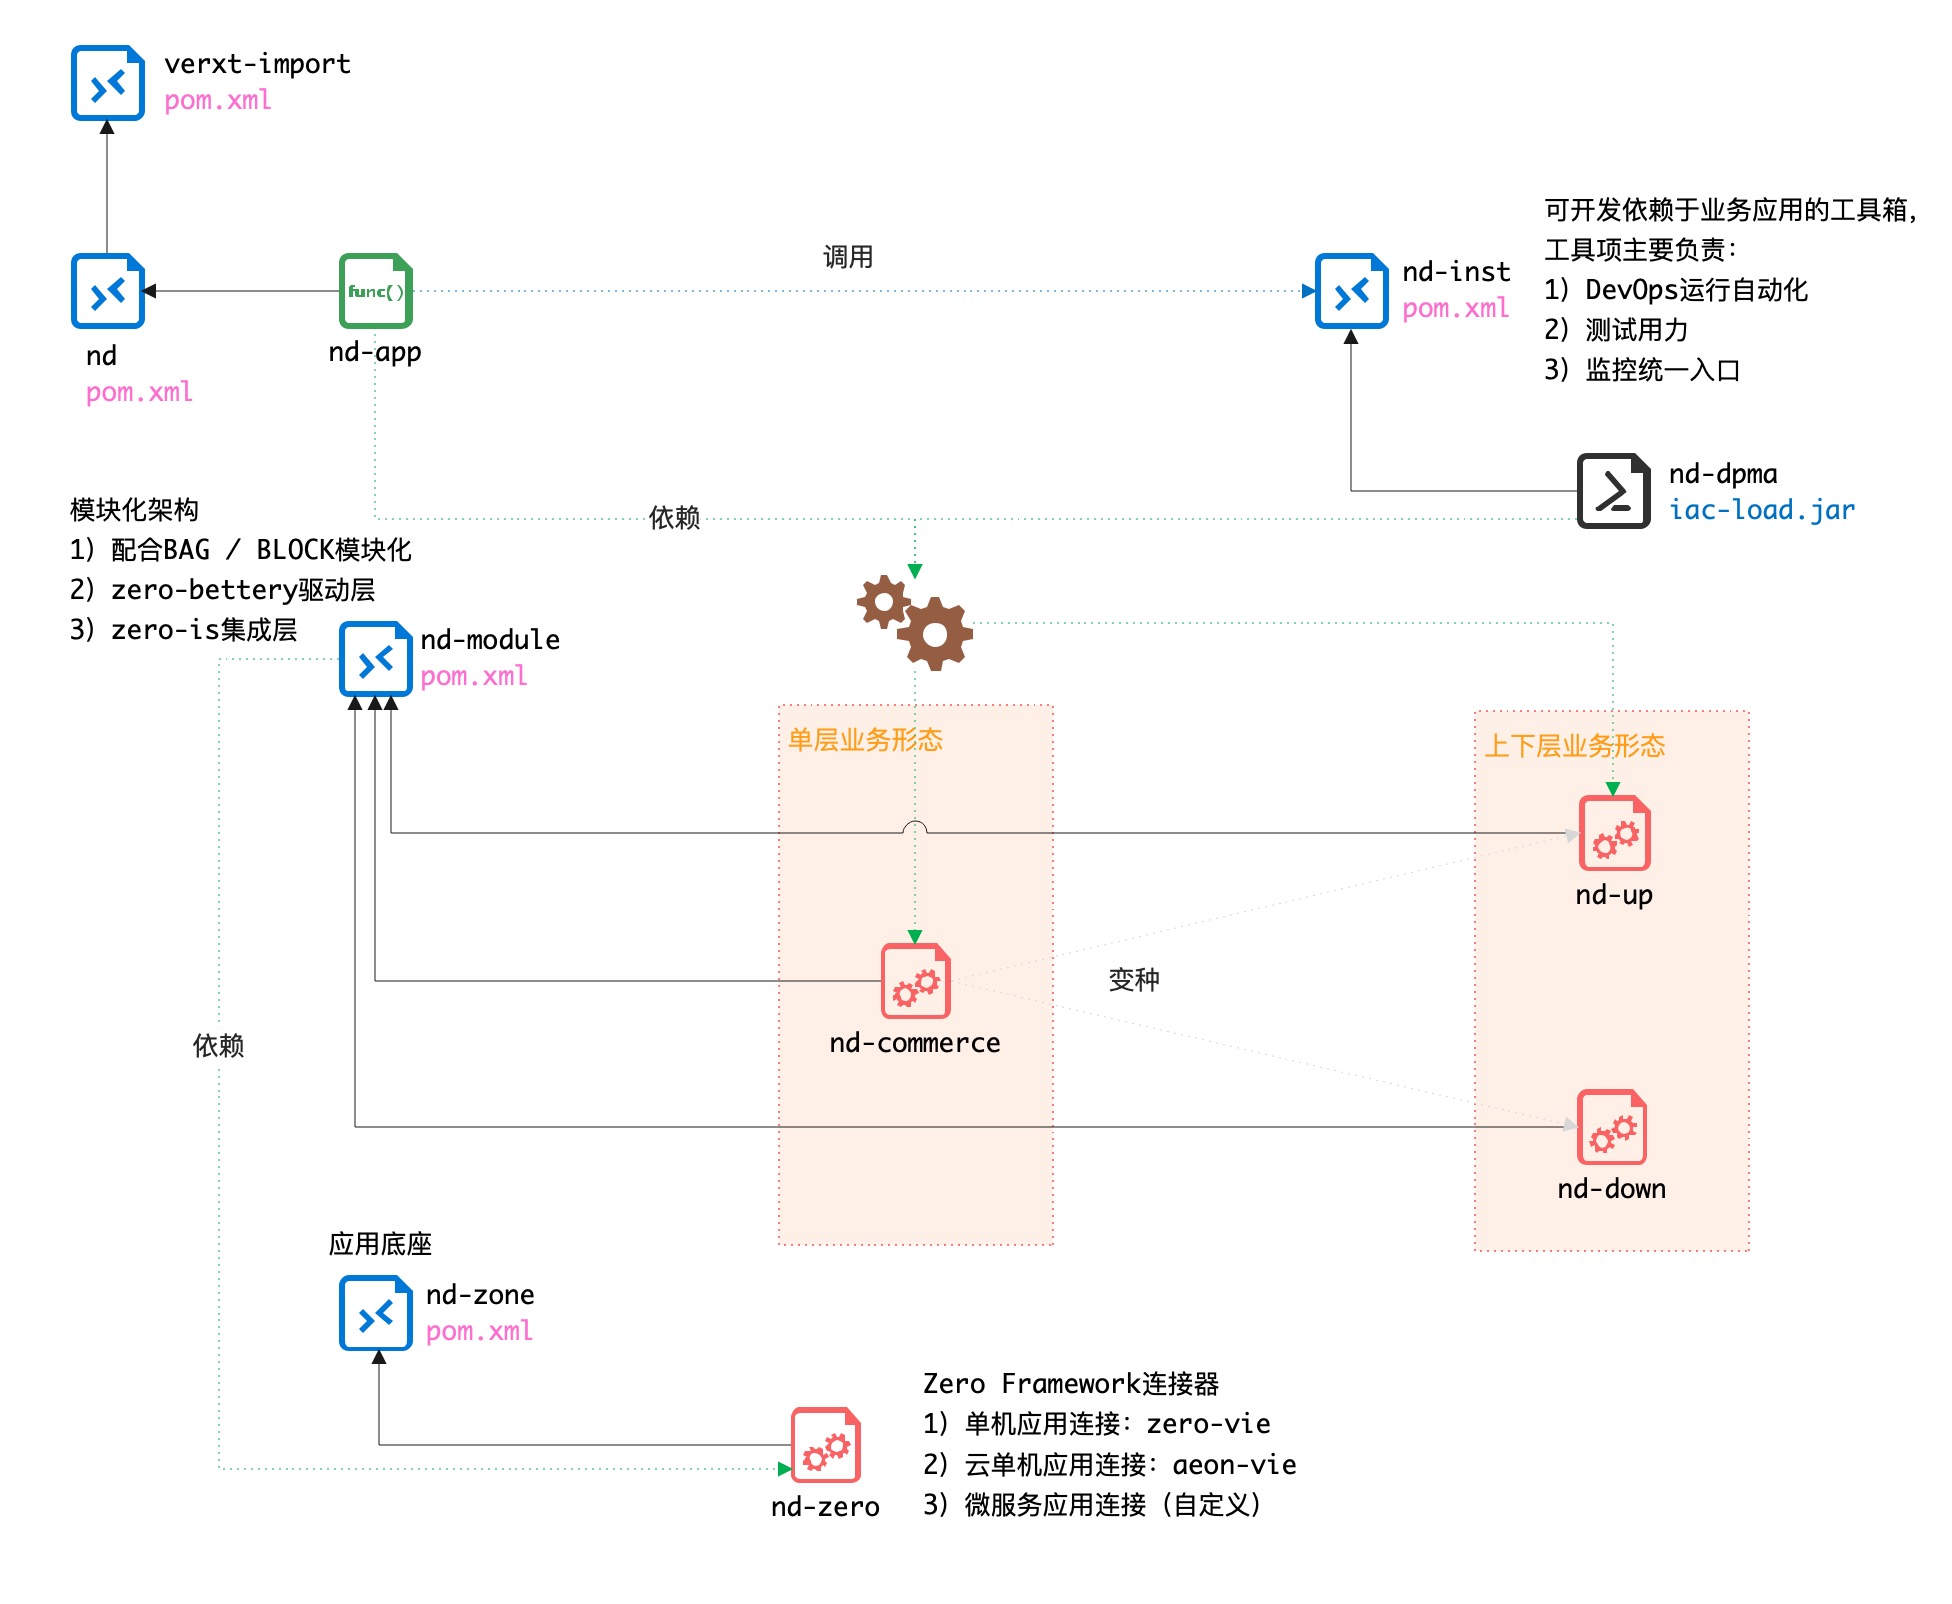 verxt-import
pom.xml
可开发依赖于业务应用的工具箱，
工具项主要负责：
1）DevOps运行自动化
2）测试用力
3）监控统一入口
调用
nd-inst
pom.xml
func()
nd
pom.xml
nd-app
nd-dpma
iac-load.jar
模块化架构
1）配合BAG / BLOCK模块化
2）zero-bettery驱动层
3）zero-is集成层
依赖
nd-module
pom.xml
单层业务形态
上下层业务形态
nd-up
变种
nd-commerce
依赖
nd-down
应用底座
nd-zone
pom.xml
Zero Framework连接器
1）单机应用连接：zero-vie
2）云单机应用连接：aeon-vie
3）微服务应用连接（自定义）
nd-zero